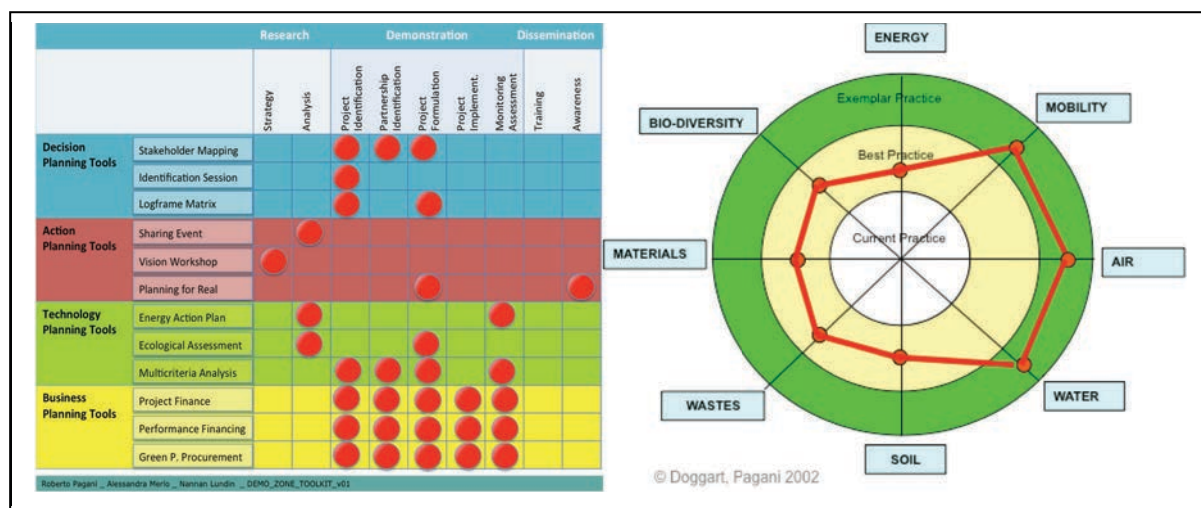 Research Demonstration Dissemination
Strategy
Analysis
Project
Identification
Partnership
Identification
Project
Formulation
Project
Implement.
Monitoring
Assessment
Training
Awareness
Decision
Planning Tools
Stakeholder Mapping
Identification Session
Logframe Matrix
Action
Planning Tools
Sharing Event
Vision Workshop
Planning for Real
Technology
Planning Tools
Energy Action Plan
Ecological Assessment
Multicriteria Analysis
Business
Planning Tools
Project Finance
Performance Financing
Green P. Procurement
Roberto Pagani _ Alessandra Merlo _ Nannan Lundin _ DEMO_ZONE_TOOLKIT_v01
ENERGY
Exemplar Practice
MOBILITY
BIO-DIVERSITY
Best Practice
Current Practice
MATERIALS
AIR
WASTES
WATER
SOIL
© Doggart, Pagani 2002